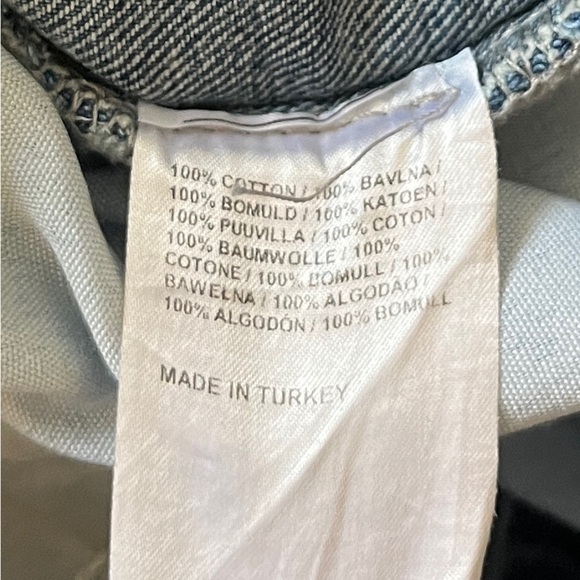 100% COTTON / 100% BAVLNA /
100% BOMULD / 100% KATOEN /
100% PUUVILLA / 100% COTON /
100% BAUMWOLLE / 100%
COTONE / 100% BOMULL / 100%
BAWEŁNA / 100% ALGODÃO /
100% ALGODÓN / 100% BOMULL
MADE IN TURKEY